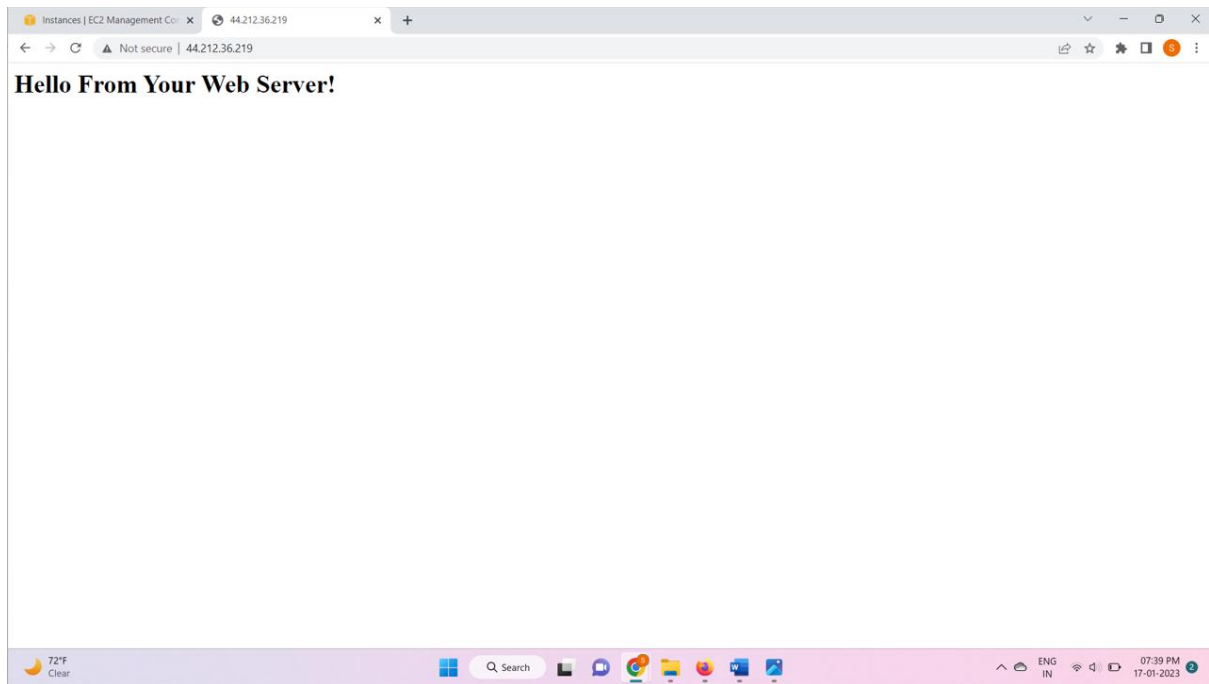 Instances | EC2 Management Con
44.212.36.219
Not secure | 44.212.36.219
S
Hello From Your Web Server!
72°F
Clear
Search
ENG
IN
07:39 PM
17-01-2023
2